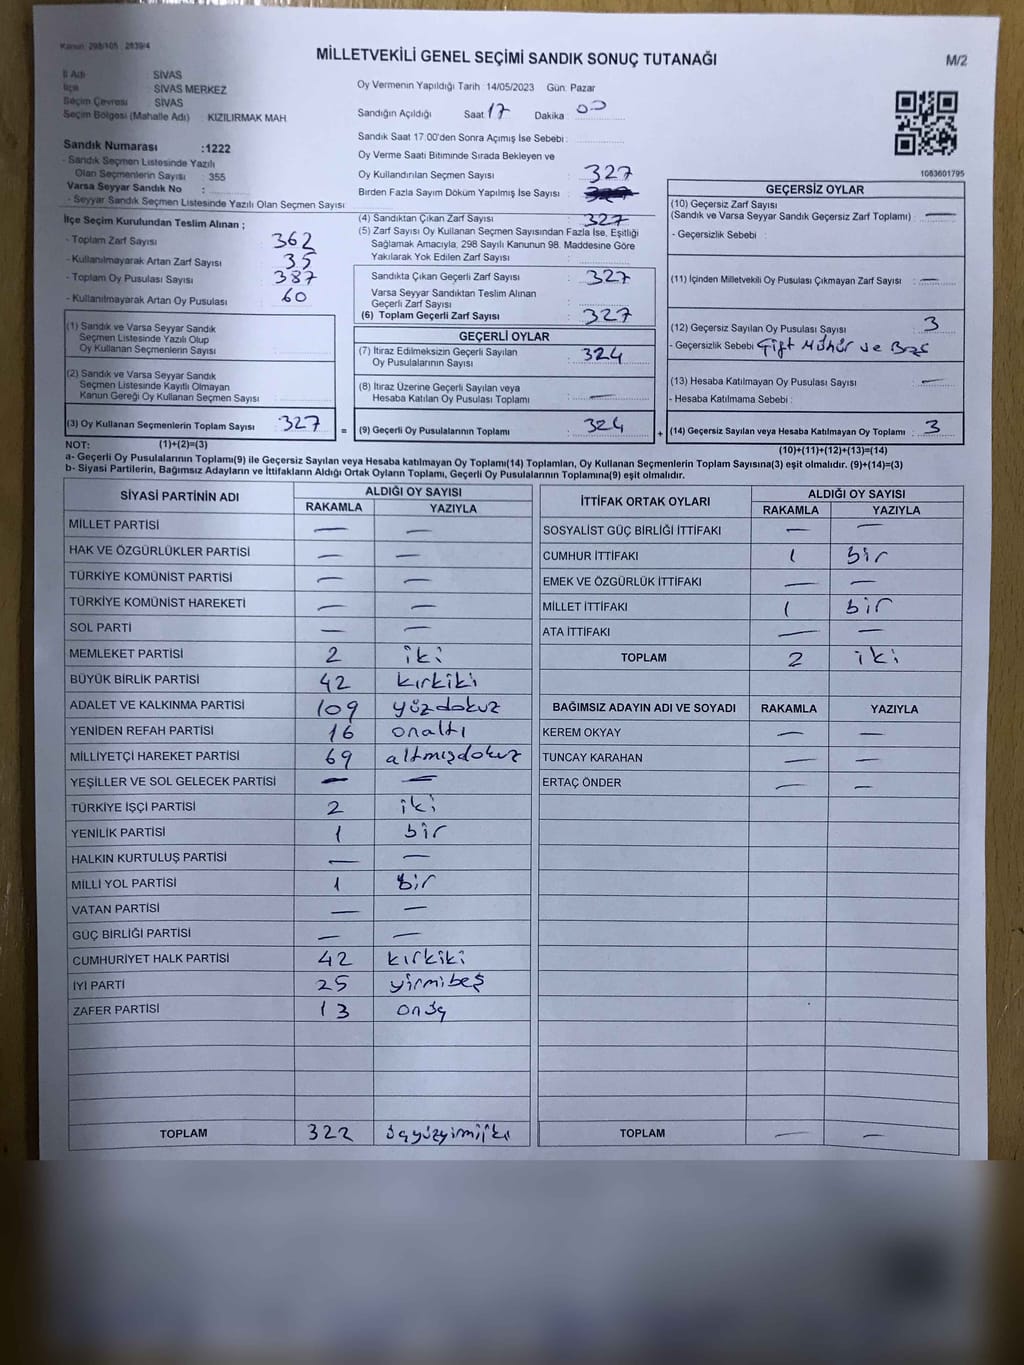 Kanun: 298/105 2839/4
MİLLETVEKİLİ GENEL SEÇİMİ SANDIK SONUÇ TUTANAĞI
M/2
İl Adı SİVAS
İlçe SİVAS MERKEZ
Seçim Çevresi SİVAS
Seçim Bölgesi (Mahalle Adı) KIZILIRMAK MAH
Sandık Numarası :1222
- Sandık Seçmen Listesinde Yazılı
Olan Seçmenlerin Sayısı : 355
Varsa Seyyar Sandık No :
- Seyyar Sandık Seçmen Listesinde Yazılı Olan Seçmen Sayısı
İlçe Seçim Kurulundan Teslim Alınan ;
- Toplam Zarf Sayısı 362
- Kullanılmayarak Artan Zarf Sayısı 35
- Toplam Oy Pusulası Sayısı 387
- Kullanılmayarak Artan Oy Pusulası 60
(1) Sandık ve Varsa Seyyar Sandık
Seçmen Listesinde Yazılı Olup
Oy Kullanan Seçmenlerin Sayısı
(2) Sandık ve Varsa Seyyar Sandık
Seçmen Listesinde Kayıtlı Olmayan
Kanun Gereği Oy Kullanan Seçmen Sayısı
(3) Oy Kullanan Seçmenlerin Toplam Sayısı : 327 =
Oy Vermenin Yapıldığı Tarih 14/05/2023 Gün: Pazar
Sandığın Açıldığı Saat 17 Dakika 00
Sandık Saat 17.00'den Sonra Açımış İse Sebebi :
Oy Verme Saati Bitiminde Sırada Bekleyen ve
Oy Kullandırılan Seçmen Sayısı : 327
Birden Fazla Sayım Döküm Yapılmış İse Sayısı :
(4) Sandıktan Çıkan Zarf Sayısı : 327
(5) Zarf Sayısı Oy Kullanan Seçmen Sayısından Fazla İse, Eşitliği
Sağlamak Amacıyla, 298 Sayılı Kanunun 98. Maddesine Göre
Yakılarak Yok Edilen Zarf Sayısı :
Sandıkta Çıkan Geçerli Zarf Sayısı : 327
Varsa Seyyar Sandıktan Teslim Alınan
Geçerli Zarf Sayısı :
(6) Toplam Geçerli Zarf Sayısı : 327
GEÇERLİ OYLAR
(7) İtiraz Edilmeksizin Geçerli Sayılan
Oy Pusulalarının Sayısı : 324
(8) İtiraz Üzerine Geçerli Sayılan veya
Hesaba Katılan Oy Pusulası Toplamı : —
(9) Geçerli Oy Pusulalarının Toplamı : 324 +
1083601795
GEÇERSİZ OYLAR
(10) Geçersiz Zarf Sayısı
(Sandık ve Varsa Seyyar Sandık Geçersiz Zarf Toplamı) : —
- Geçersizlik Sebebi :
(11) İçinden Milletvekili Oy Pusulası Çıkmayan Zarf Sayısı : —
(12) Geçersiz Sayılan Oy Pusulası Sayısı : 3
- Geçersizlik Sebebi Çift Mühür ve
(13) Hesaba Katılmayan Oy Pusulası Sayısı : —
- Hesaba Katılmama Sebebi :
(14) Geçersiz Sayılan veya Hesaba Katılmayan Oy Toplamı : 3
NOT: (1)+(2)=(3) (10)+(11)+(12)+(13)=(14)
a- Geçerli Oy Pusulalarının Toplamı(9) ile Geçersiz Sayılan veya Hesaba katılmayan Oy Toplamı(14) Toplamları, Oy Kullanan Seçmenlerin Toplam Sayısına(3) eşit olmalıdır. (9)+(14)=(3)
b- Siyasi Partilerin, Bağımsız Adayların ve İttifakların Aldığı Ortak Oyların Toplamı, Geçerli Oy Pusulalarının Toplamına(9) eşit olmalıdır.
SİYASİ PARTİNİN ADI ALDIĞI OY SAYISI
RAKAMLA YAZIYLA
MİLLET PARTİSİ — —
HAK VE ÖZGÜRLÜKLER PARTİSİ — —
TÜRKİYE KOMÜNİST PARTİSİ — —
TÜRKİYE KOMÜNİST HAREKETİ — —
SOL PARTİ — —
MEMLEKET PARTİSİ 2 iki
BÜYÜK BİRLİK PARTİSİ 42 kırkiki
ADALET VE KALKINMA PARTİSİ 109 yüzdokuz
YENİDEN REFAH PARTİSİ 16 onaltı
MİLLİYETÇİ HAREKET PARTİSİ 69 altmışdokuz
YEŞİLLER VE SOL GELECEK PARTİSİ — —
TÜRKİYE İŞÇİ PARTİSİ 2 iki
YENİLİK PARTİSİ 1 bir
HALKIN KURTULUŞ PARTİSİ — —
MİLLİ YOL PARTİSİ 1 bir
VATAN PARTİSİ — —
GÜÇ BİRLİĞİ PARTİSİ — —
CUMHURİYET HALK PARTİSİ 42 kırkiki
İYİ PARTİ 25 yirmibeş
ZAFER PARTİSİ 13 onüç
TOPLAM 322
İTTİFAK ORTAK OYLARI ALDIĞI OY SAYISI
RAKAMLA YAZIYLA
SOSYALİST GÜÇ BİRLİĞİ İTTİFAKI — —
CUMHUR İTTİFAKI 1 bir
EMEK VE ÖZGÜRLÜK İTTİFAKI — —
MİLLET İTTİFAKI 1 bir
ATA İTTİFAKI — —
TOPLAM 2 iki
BAĞIMSIZ ADAYIN ADI VE SOYADI RAKAMLA YAZIYLA
KEREM OKYAY — —
TUNCAY KARAHAN — —
ERTAÇ ÖNDER — —
TOPLAM — —